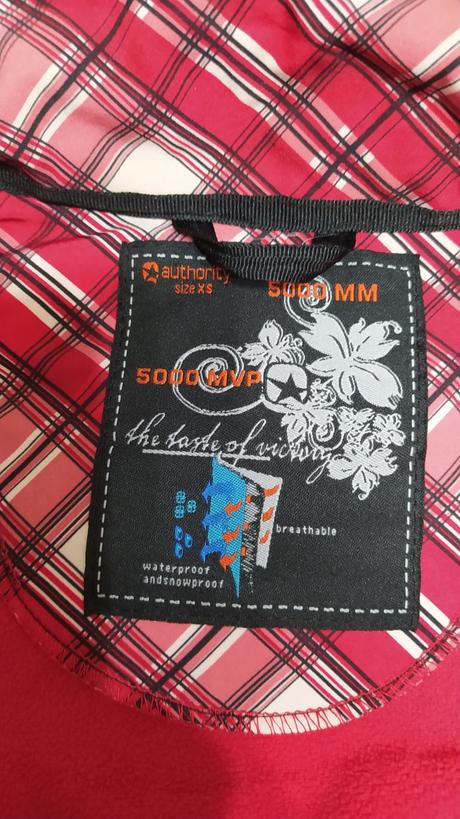 authority
size XS
5000 MM
5000 MVP
the taste of victory
breathable
waterproof
andsnowproof